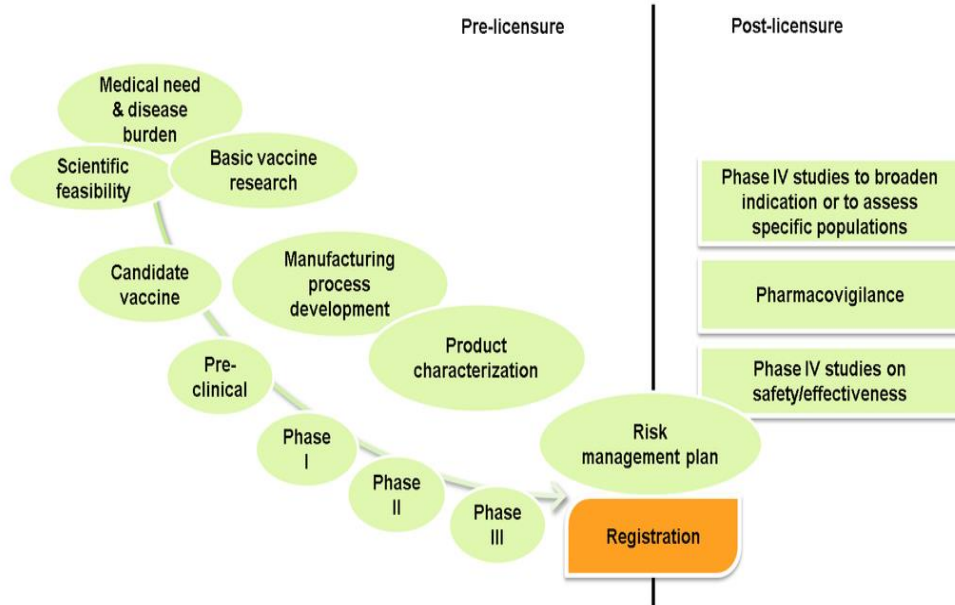 Pre-licensure
Post-licensure
Medical need
& disease
burden
Scientific
feasibility
Basic vaccine
research
Candidate
vaccine
Manufacturing
process
development
Product
characterization
Pre-
clinical
Phase
I
Phase
II
Phase
III
Risk
management plan
Registration
Phase IV studies to broaden
indication or to assess
specific populations
Pharmacovigilance
Phase IV studies on
safety/effectiveness